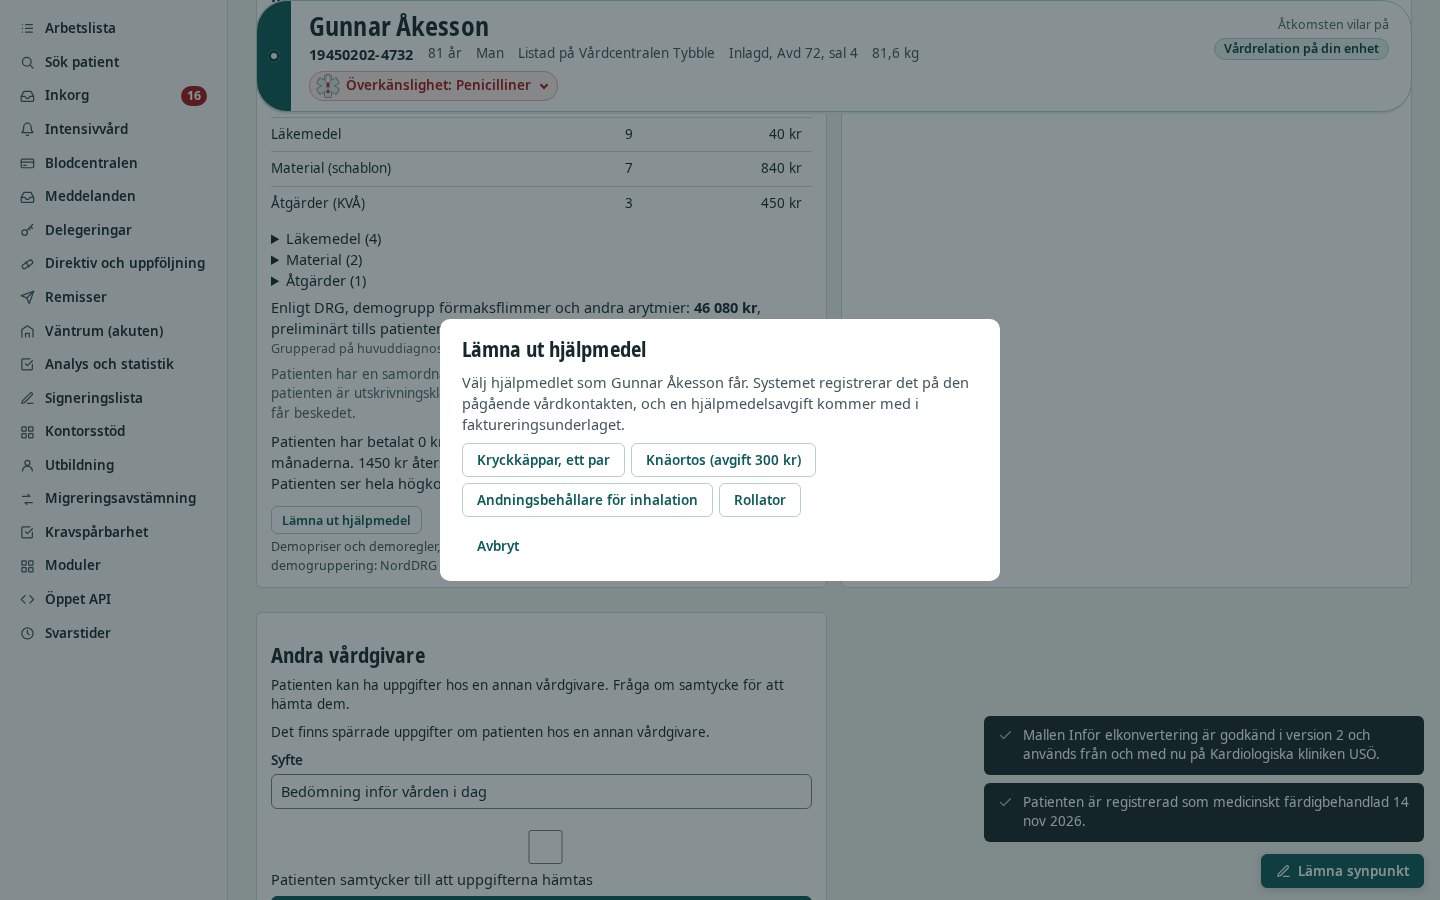 Arbetslista
Sök patient
Inkorg 16
Intensivvård
Blodcentralen
Meddelanden
Delegeringar
Direktiv och uppföljning
Remisser
Väntrum (akuten)
Analys och statistik
Signeringslista
Kontorsstöd
Utbildning
Migreringsavstämning
Kravspårbarhet
Moduler
Öppet API
Svarstider
Gunnar Åkesson
19450202-4732 81 år Man Listad på Vårdcentralen Tybble Inlagd, Avd 72, sal 4 81,6 kg
Överkänslighet: Penicilliner
Åtkomsten vilar på
Vårdrelation på din enhet
Läkemedel 9 40 kr
Material (schablon) 7 840 kr
Åtgärder (KVÅ) 3 450 kr
Läkemedel (4)
Material (2)
Åtgärder (1)
Enligt DRG, demogrupp förmaksflimmer och andra arytmier: 46 080 kr,
preliminärt tills patienten
Grupperad på huvuddiagnos
Patienten har en samordn
patienten är utskrivningskl
får beskedet.
Patienten har betalat 0 kr
månaderna. 1450 kr åter
Patienten ser hela högko
Lämna ut hjälpmedel
Demopriser och demoregler,
demogruppering: NordDRG
Lämna ut hjälpmedel
Välj hjälpmedlet som Gunnar Åkesson får. Systemet registrerar det på den
pågående vårdkontakten, och en hjälpmedelsavgift kommer med i
faktureringsunderlaget.
Kryckkäppar, ett par
Knäortos (avgift 300 kr)
Andningsbehållare för inhalation
Rollator
Avbryt
Andra vårdgivare
Patienten kan ha uppgifter hos en annan vårdgivare. Fråga om samtycke för att
hämta dem.
Det finns spärrade uppgifter om patienten hos en annan vårdgivare.
Syfte
Bedömning inför vården i dag
Patienten samtycker till att uppgifterna hämtas
Mallen Inför elkonvertering är godkänd i version 2 och
används från och med nu på Kardiologiska kliniken USÖ.
Patienten är registrerad som medicinskt färdigbehandlad 14
nov 2026.
Lämna synpunkt